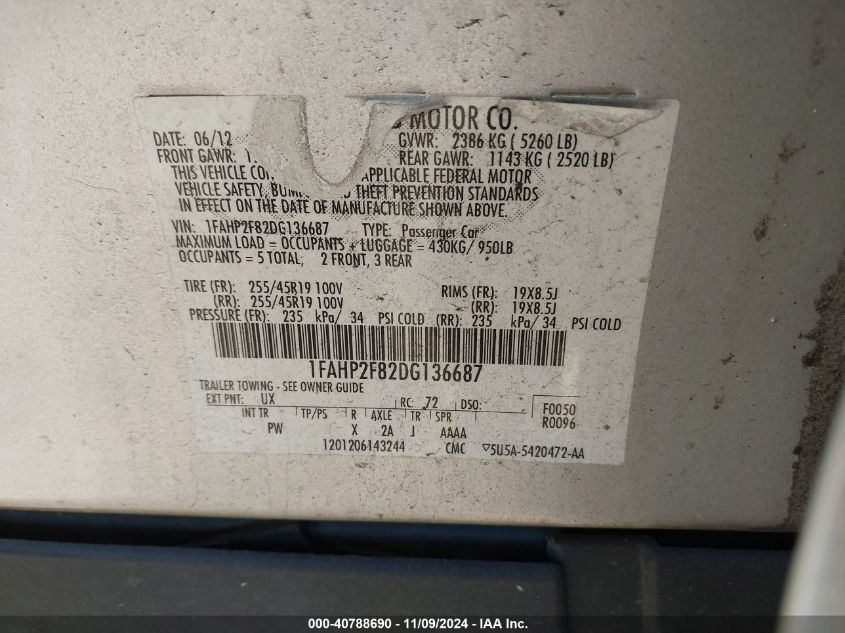 MOTOR CO.
DATE: 06/12 GVWR: 2386 KG ( 5260 LB)
FRONT GAWR: REAR GAWR: 1143 KG ( 2520 LB)
THIS VEHICLE APPLICABLE FEDERAL MOTOR
VEHICLE SAFETY, THEFT PREVENTION STANDARDS
IN EFFECT ON THE DATE OF MANUFACTURE SHOWN ABOVE.
VIN: 1FAHP2F82DG136687 TYPE: Passenger Car
MAXIMUM LOAD = OCCUPANTS + LUGGAGE = 430KG/ 950LB
OCCUPANTS = 5 TOTAL, 2 FRONT, 3 REAR
TIRE (FR): 255/45R19 100V RIMS (FR): 19X8.5J
(RR): 255/45R19 100V (RR): 19X8.5J
PRESSURE (FR): 235 kPa/ 34 PSI COLD (RR): 235 kPa/ 34 PSI COLD
1FAHP2F82DG136687
TRAILER TOWING - SEE OWNER GUIDE
EXT PNT: UX RC: 72 DSO: F0050
INT TR TP/PS R AXLE TR SPR R0096
PW X 2A J AAAA
1201206143244 CMC 5U5A-5420472-AA
000-40788690 - 11/09/2024 - IAA Inc.